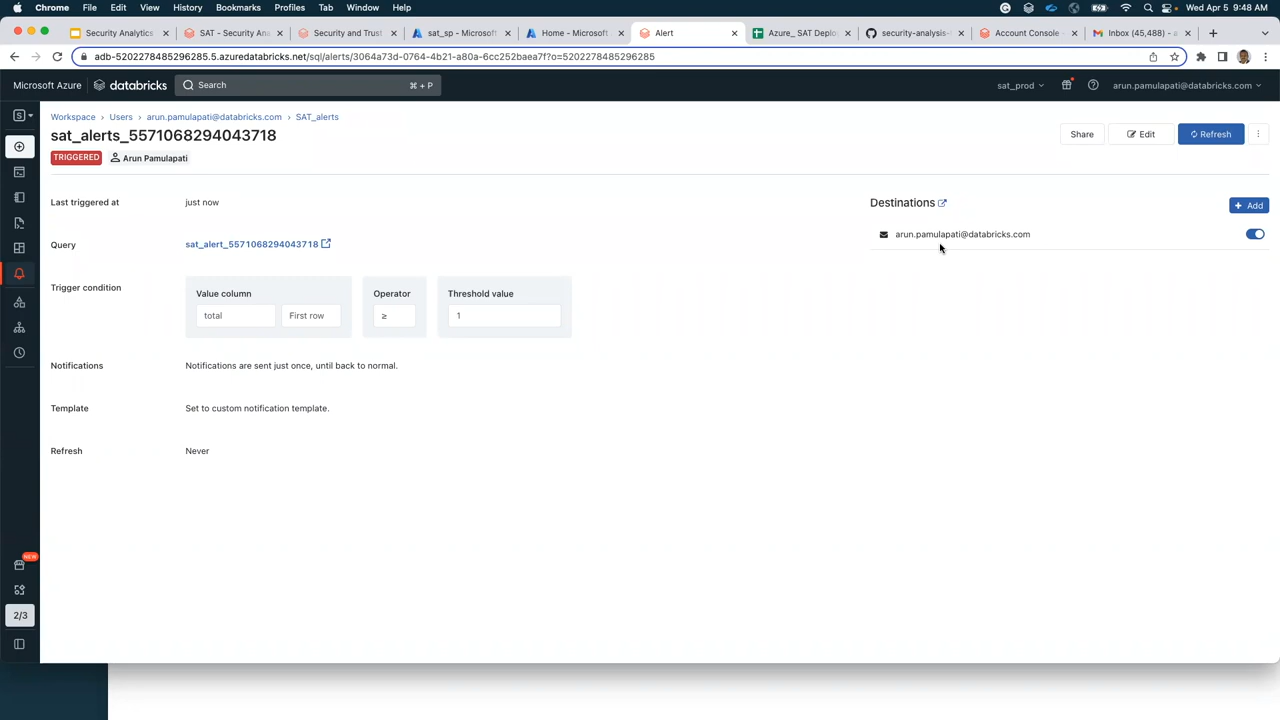 Chrome File Edit View History Bookmarks Profiles Tab Window Help
Wed Apr 5 9:48 AM
Security Analytics
SAT - Security Ana
Security and Trust
sat_sp - Microsoft
Home - Microsoft
Alert
Azure_ SAT Deplo
security-analysis-
Account Console
Inbox (45,488) - a
adb-5202278485296285.5.azuredatabricks.net/sql/alerts/3064a73d-0764-4b21-a80a-6cc252baea7f?o=5202278485296285
Microsoft Azure
databricks
Search
⌘ + P
sat_prod
arun.pamulapati@databricks.com
S
Workspace › Users › arun.pamulapati@databricks.com › SAT_alerts
sat_alerts_5571068294043718
Share
Edit
Refresh
TRIGGERED
Arun Pamulapati
Last triggered at just now
Destinations
+ Add
arun.pamulapati@databricks.com
Query sat_alert_5571068294043718
Trigger condition
Value column Operator Threshold value
total First row ≥ 1
Notifications Notifications are sent just once, until back to normal.
Template Set to custom notification template.
Refresh Never
NEW
2/3